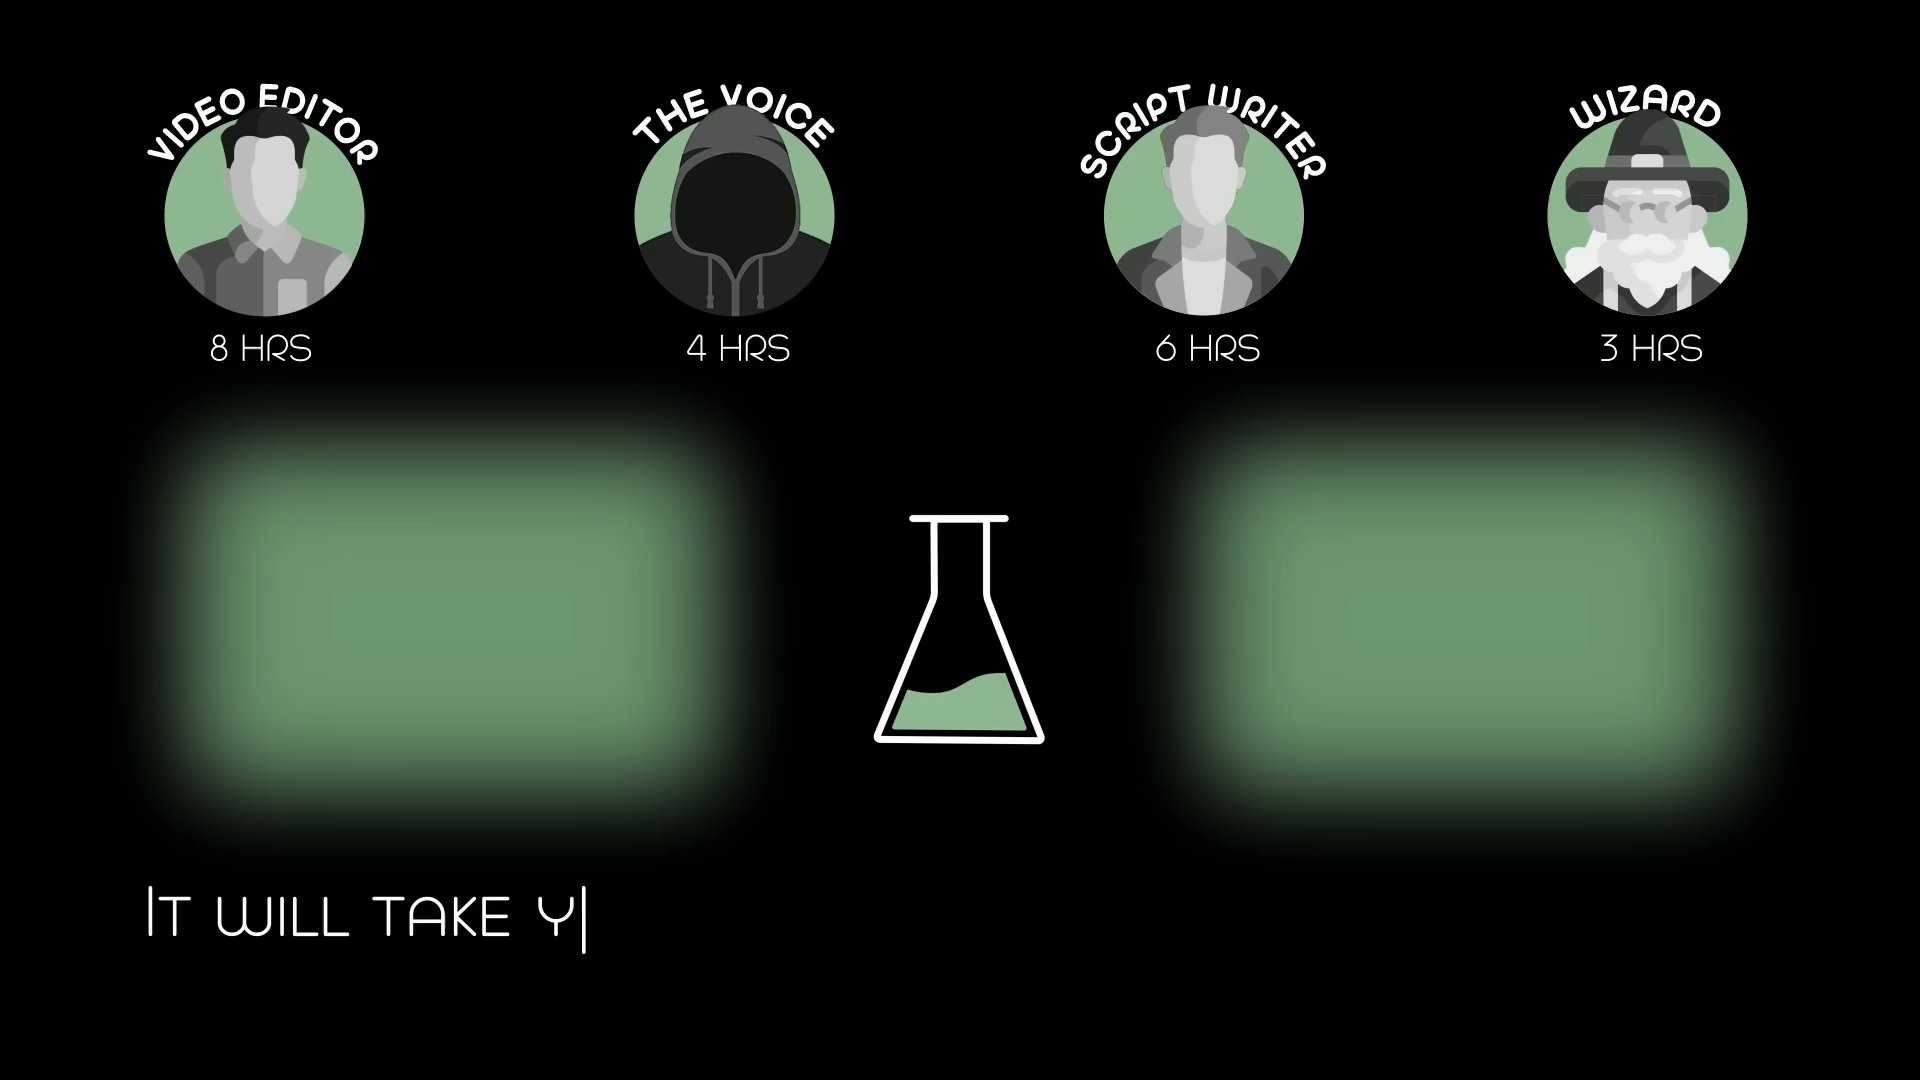 VIDEO EDITOR
THE VOICE
SCRIPT WRITER
WIZARD
8 HRS
4 HRS
6 HRS
3 HRS
IT WILL TAKE Y